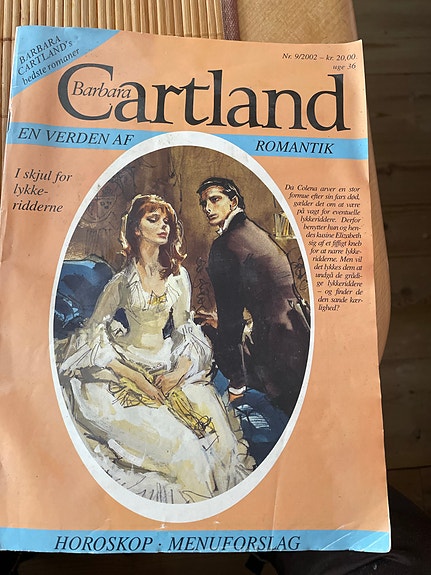 BARBARA
CARTLAND's
bedste romaner
Nr. 9/2002 – kr. 20,00.
uge 36
Barbara
Cartland
EN VERDEN AF
ROMANTIK
I skjul for
lykke-
ridderne
Da Colena arver en stor
formue efter sin fars død,
gælder det om at være
på vagt for eventuelle
lykkeriddere. Derfor
benytter hun og hen-
des kusine Elizabeth
sig af et fiffigt kneb
for at narre lykke-
ridderne. Men vil
det lykkes dem at
undgå de grådi-
ge lykkeriddere
– og finder de
den sande kær-
lighed?
HOROSKOP · MENUFORSLAG